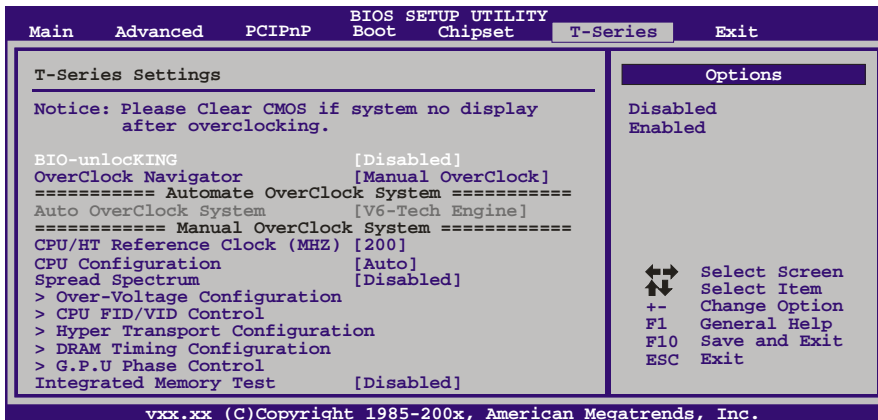 BIOS SETUP UTILITY
Main Advanced PCIPnP Boot Chipset T-Series Exit
T-Series Settings
Notice: Please Clear CMOS if system no display
after overclocking.
BIO-unlocKING [Disabled]
OverClock Navigator [Manual OverClock]
=========== Automate OverClock System ===========
Auto OverClock System [V6-Tech Engine]
============ Manual OverClock System ============
CPU/HT Reference Clock (MHZ) [200]
CPU Configuration [Auto]
Spread Spectrum [Disabled]
> Over-Voltage Configuration
> CPU FID/VID Control
> Hyper Transport Configuration
> DRAM Timing Configuration
> G.P.U Phase Control
Integrated Memory Test [Disabled]
Options
Disabled
Enabled
Select Screen
Select Item
+- Change Option
F1 General Help
F10 Save and Exit
ESC Exit
vxx.xx (C)Copyright 1985-200x, American Megatrends, Inc.